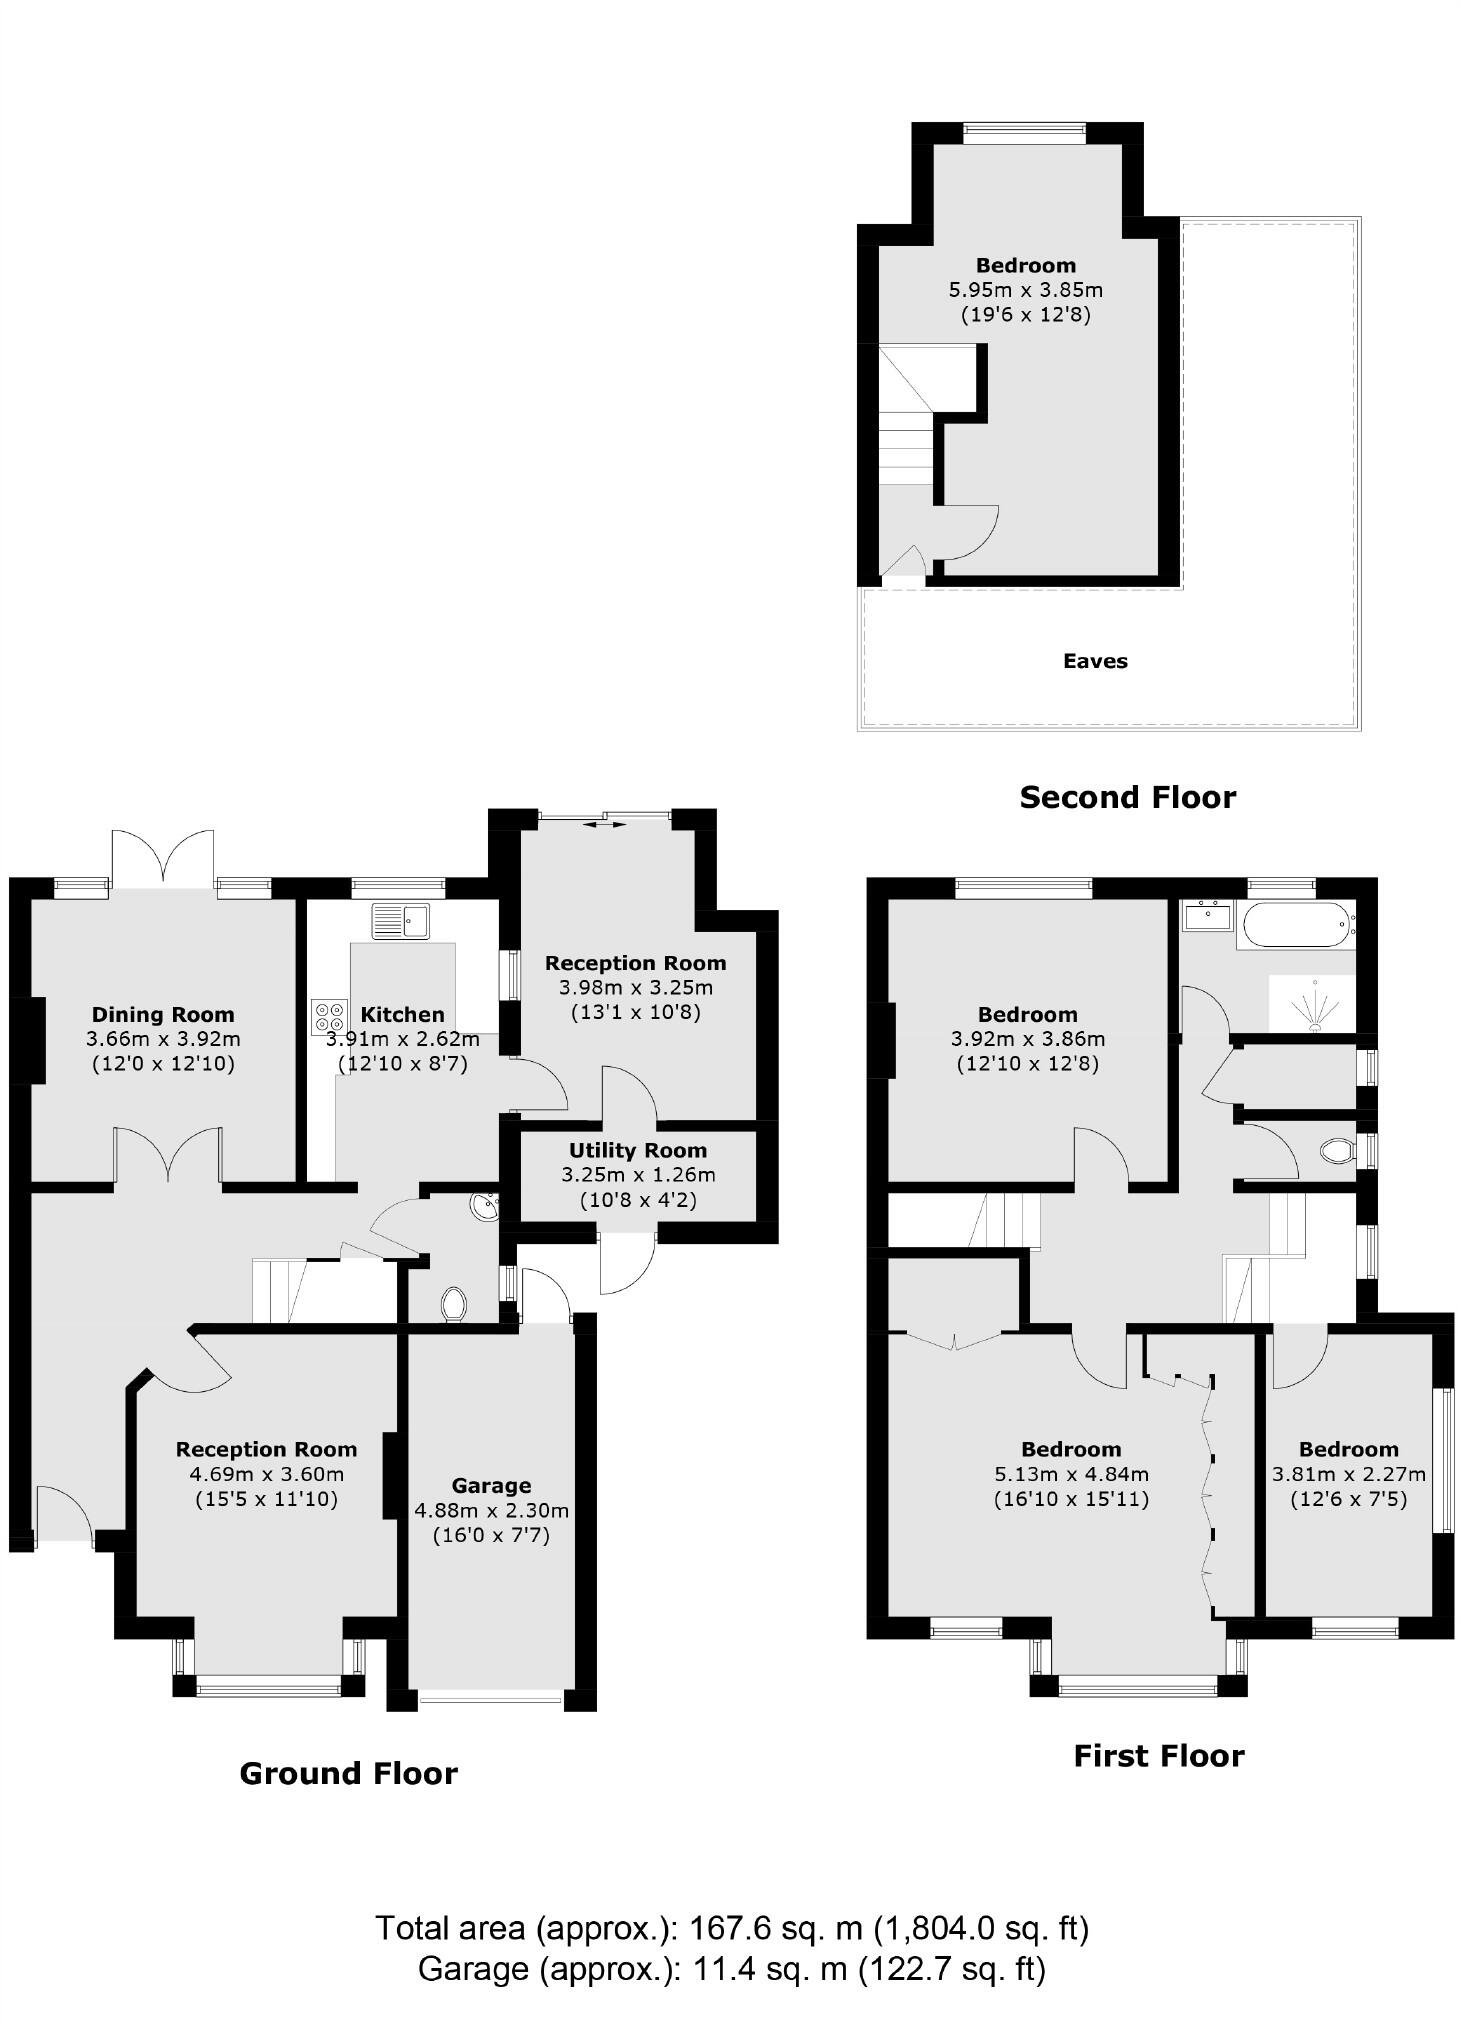 Bedroom
5.95m x 3.85m
(19'6 x 12'8)
Eaves
Second Floor
Reception Room
3.98m x 3.25m
(13'1 x 10'8)
Dining Room
3.66m x 3.92m
(12'0 x 12'10)
Kitchen
3.91m x 2.62m
(12'10 x 8'7)
Utility Room
3.25m x 1.26m
(10'8 x 4'2)
Reception Room
4.69m x 3.60m
(15'5 x 11'10)
Garage
4.88m x 2.30m
(16'0 x 7'7)
Ground Floor
Bedroom
3.92m x 3.86m
(12'10 x 12'8)
Bedroom
5.13m x 4.84m
(16'10 x 15'11)
Bedroom
3.81m x 2.27m
(12'6 x 7'5)
First Floor
Total area (approx.): 167.6 sq. m (1,804.0 sq. ft)
Garage (approx.): 11.4 sq. m (122.7 sq. ft)